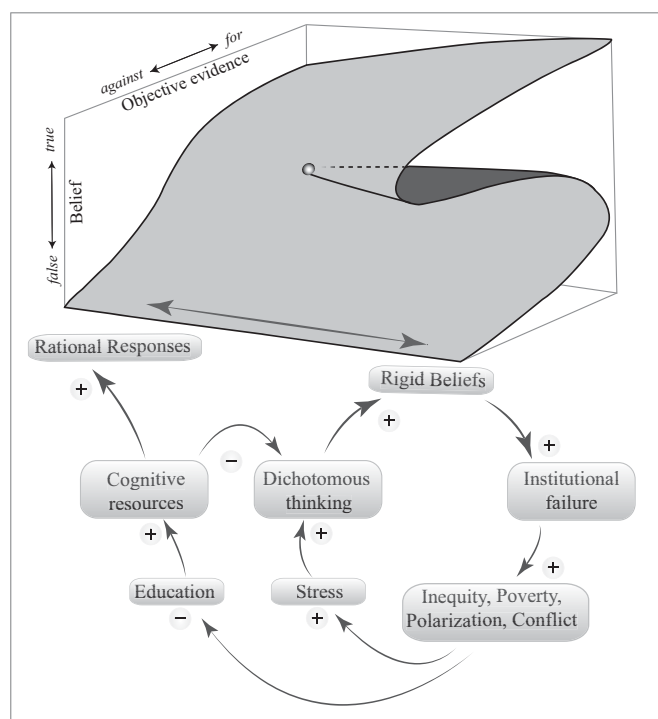 against
for
Objective evidence
true
Belief
false
Rational Responses
Rigid Beliefs
+
+
+
−
Cognitive
resources
Dichotomous
thinking
Institutional
failure
+
+
+
Education
Stress
Inequity, Poverty,
Polarization, Conflict
−
+